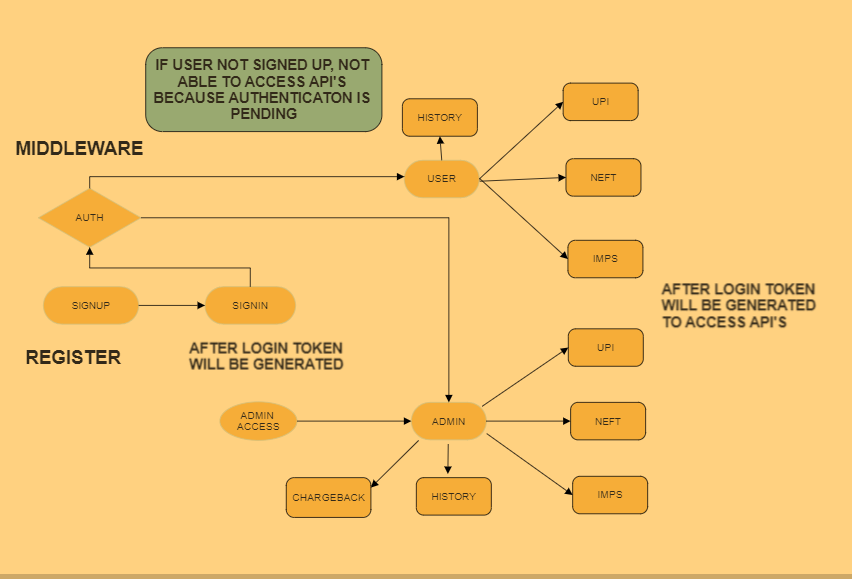 IF USER NOT SIGNED UP, NOT
ABLE TO ACCESS API'S
BECAUSE AUTHENTICATON IS
PENDING
HISTORY
UPI
MIDDLEWARE
USER
NEFT
AUTH
IMPS
SIGNUP
SIGNIN
AFTER LOGIN TOKEN
WILL BE GENERATED
TO ACCESS API'S
REGISTER
AFTER LOGIN TOKEN
WILL BE GENERATED
UPI
ADMIN
ACCESS
ADMIN
NEFT
CHARGEBACK
HISTORY
IMPS